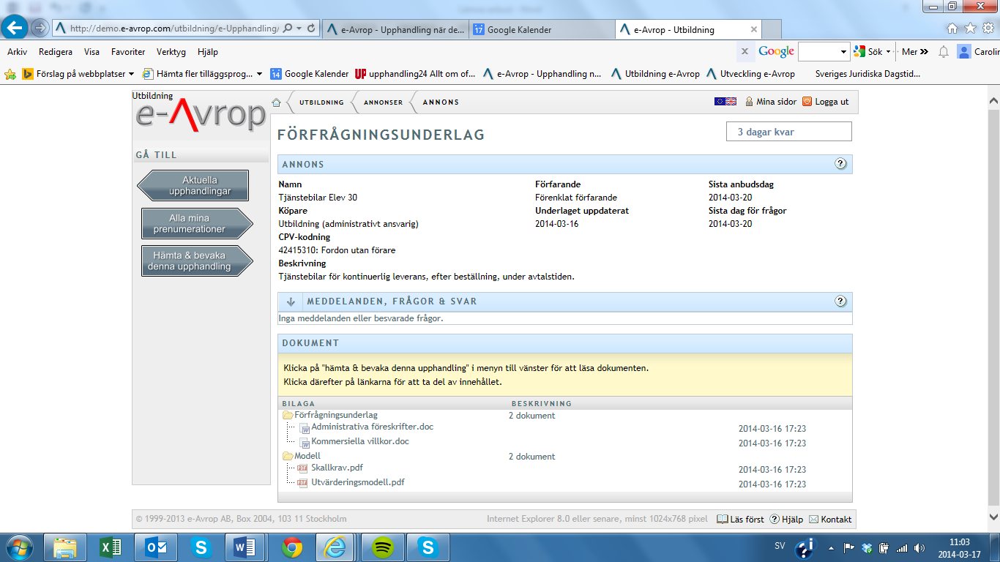 http://demo.e-avrop.com/utbildning/e-Upphandling/
e-Avrop - Upphandling när de...
17 Google Kalender
e-Avrop - Utbildning
Arkiv Redigera Visa Favoriter Verktyg Hjälp
x Google Sök Mer Carolin
Förslag på webbplatser
Hämta fler tilläggsprog...
14 Google Kalender
UP upphandling24 Allt om of...
e-Avrop - Upphandling n...
Utbildning e-Avrop
Utveckling e-Avrop
Sveriges Juridiska Dagstid...
Utbildning
e-Avrop
UTBILDNING ANNONSER ANNONS
Mina sidor Logga ut
GÅ TILL
Aktuella
upphandlingar
Alla mina
prenumerationer
Hämta & bevaka
denna upphandling
FÖRFRÅGNINGSUNDERLAG
3 dagar kvar
ANNONS ?
Namn Förfarande Sista anbudsdag
Tjänstebilar Elev 30 Förenklat förfarande 2014-03-20
Köpare Underlaget uppdaterat Sista dag för frågor
Utbildning (administrativt ansvarig) 2014-03-16 2014-03-20
CPV-kodning
42415310: Fordon utan förare
Beskrivning
Tjänstebilar för kontinuerlig leverans, efter beställning, under avtalstiden.
MEDDELANDEN, FRÅGOR & SVAR ?
Inga meddelanden eller besvarade frågor.
DOKUMENT
Klicka på "hämta & bevaka denna upphandling" i menyn till vänster för att läsa dokumenten.
Klicka därefter på länkarna för att ta del av innehållet.
BILAGA BESKRIVNING
Förfrågningsunderlag 2 dokument
Administrativa föreskrifter.doc 2014-03-16 17:23
Kommersiella villkor.doc 2014-03-16 17:23
Modell 2 dokument
Skallkrav.pdf 2014-03-16 17:23
Utvärderingsmodell.pdf 2014-03-16 17:23
© 1999-2013 e-Avrop AB, Box 2004, 103 11 Stockholm
Internet Explorer 8.0 eller senare, minst 1024x768 pixel
Läs först ? Hjälp Kontakt
SV
11:03
2014-03-17